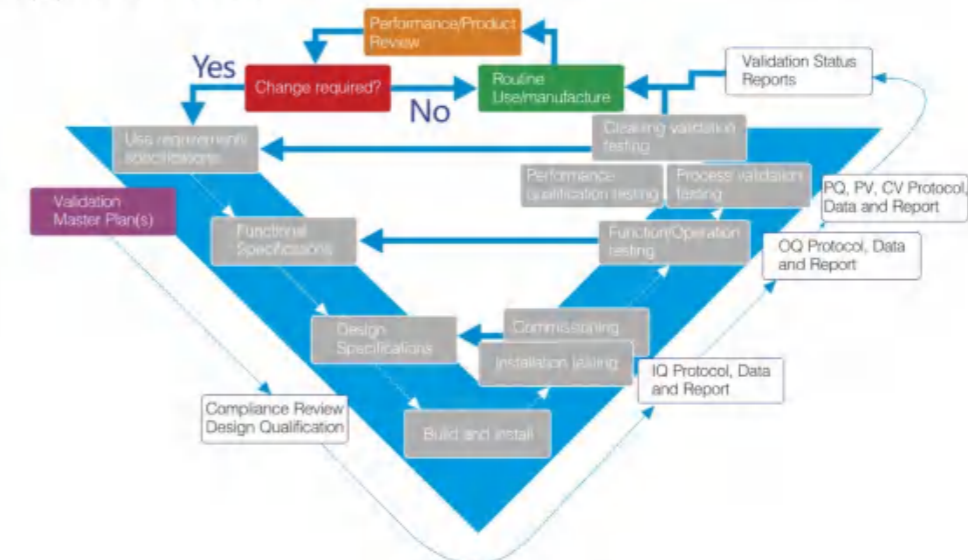 Performance/Product
Review
Yes
Change required?
No
Routine
Use/manufacture
Validation Status
Reports
Use requirements
specifications
Cleaning validation
testing
Performance
qualification testing
Process validation
testing
Validation
Master Plan(s)
PQ, PV, CV Protocol,
Data and Report
Functional
Specifications
Function/Operation
testing
OQ Protocol, Data
and Report
Design
Specifications
Commissioning
Installation testing
IQ Protocol, Data
and Report
Compliance Review
Design Qualification
Build and install